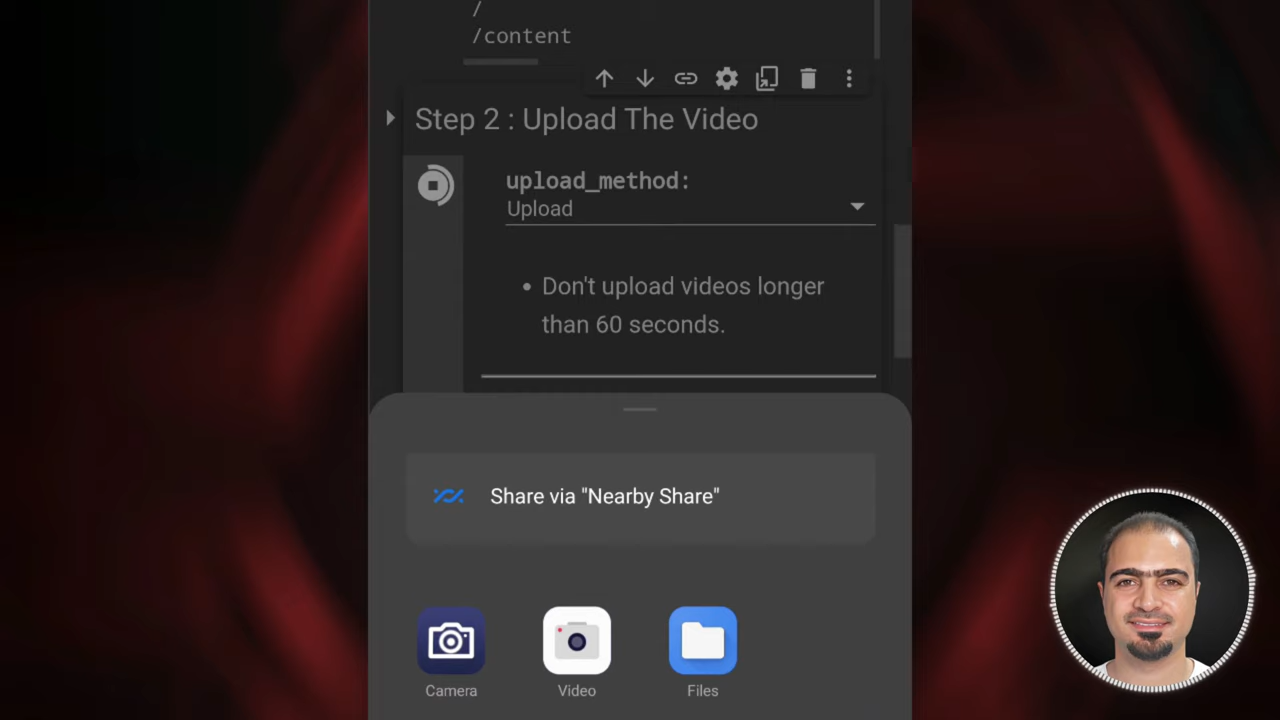 /
/content
Step 2 : Upload The Video
upload_method:
Upload
• Don't upload videos longer
than 60 seconds.
Share via "Nearby Share"
Camera
Video
Files